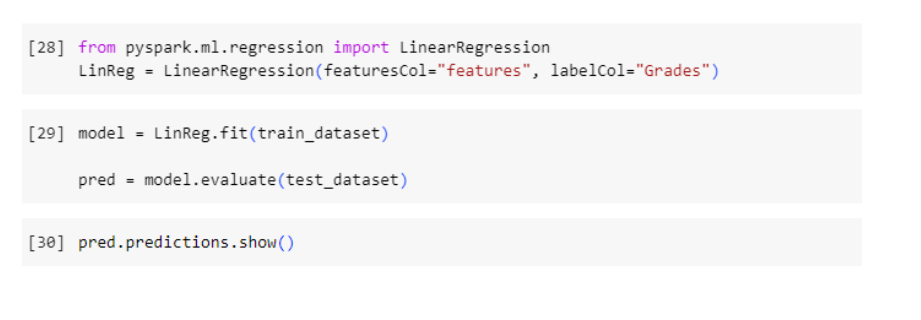 [28] from pyspark.ml.regression import LinearRegression
LinReg = LinearRegression(featuresCol="features", labelCol="Grades")
[29] model = LinReg.fit(train_dataset)
pred = model.evaluate(test_dataset)
[30] pred.predictions.show()